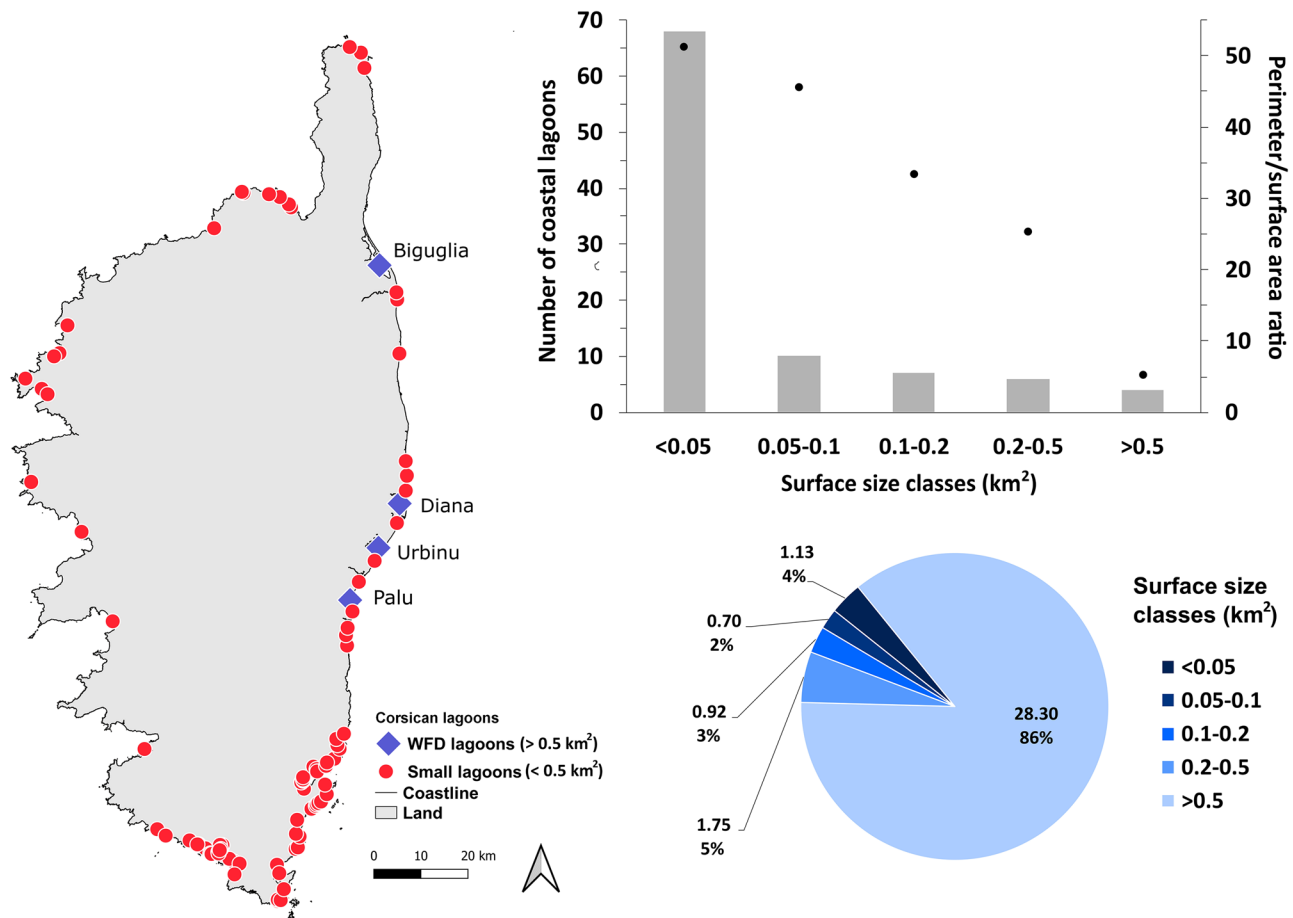 Biguglia
Diana
Urbinu
Palu
Corsican lagoons
WFD lagoons (> 0.5 km²)
Small lagoons (< 0.5 km²)
Coastline
Land
0 10 20 km
Number of coastal lagoons
70
60
50
40
30
20
10
0
Perimeter/surface area ratio
50
40
30
20
10
0
<0.05 0.05-0.1 0.1-0.2 0.2-0.5 >0.5
Surface size classes (km²)
1.13
4%
0.70
2%
0.92
3%
1.75
5%
28.30
86%
Surface size
classes (km²)
<0.05
0.05-0.1
0.1-0.2
0.2-0.5
>0.5